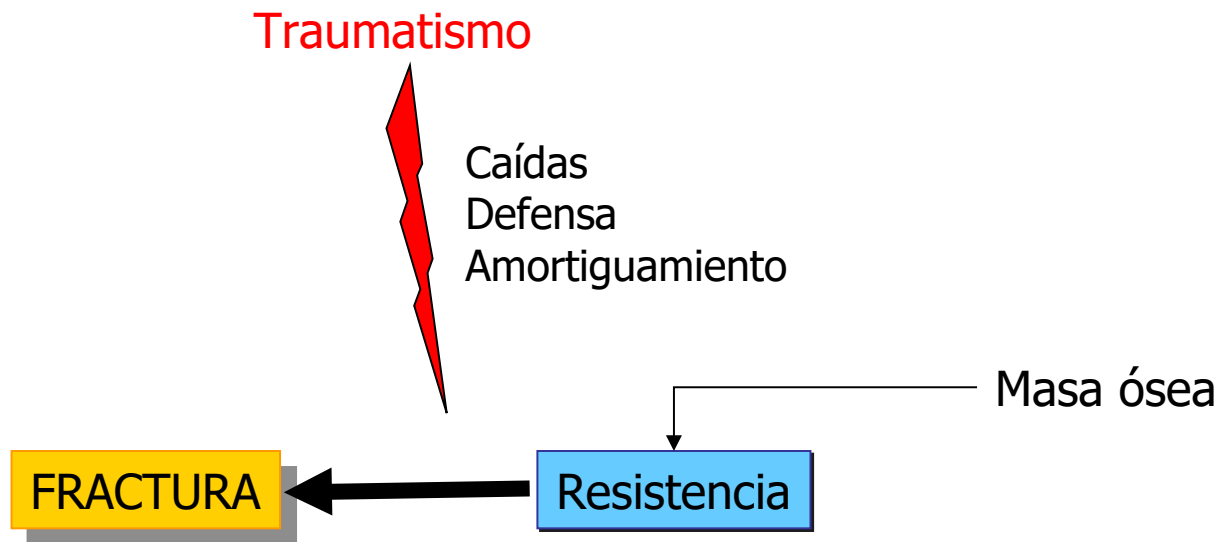 Traumatismo
Caídas
Defensa
Amortiguamiento
Masa ósea
FRACTURA
Resistencia